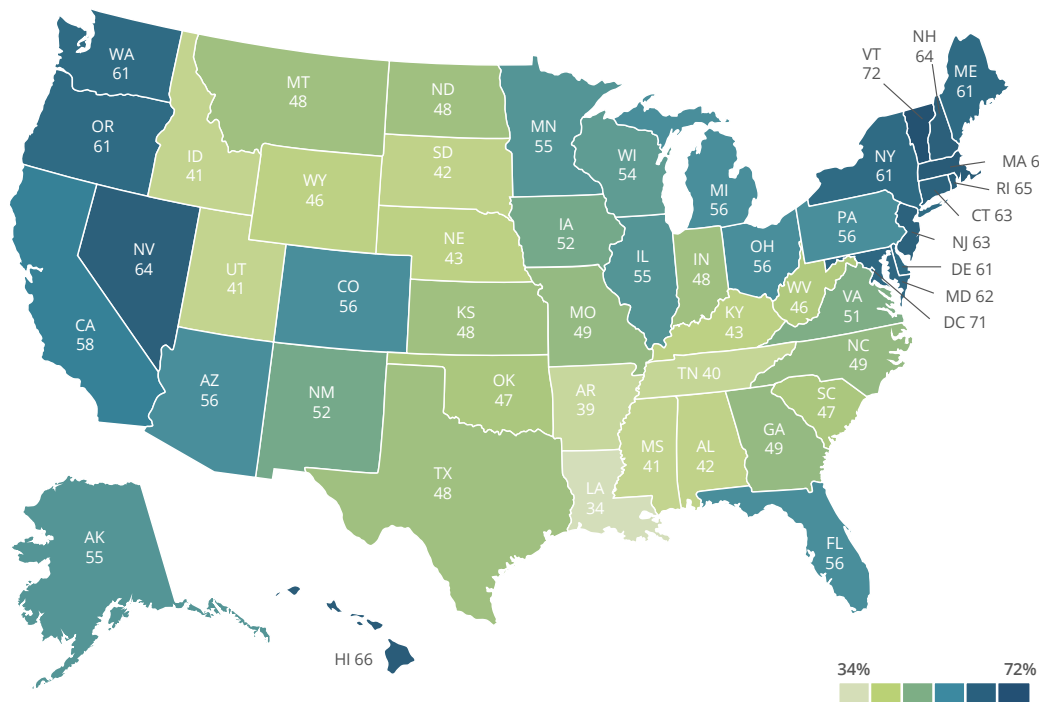 WA
61
OR
61
CA
58
NV
64
ID
41
MT
48
WY
46
UT
41
CO
56
AZ
56
NM
52
ND
48
SD
42
NE
43
KS
48
OK
47
TX
48
MN
55
IA
52
MO
49
AR
39
LA
34
WI
54
IL
55
MI
56
IN
48
OH
56
KY
43
TN 40
MS
41
AL
42
GA
49
FL
56
SC
47
NC
49
VA
51
WV
46
PA
56
NY
61
VT
72
NH
64
ME
61
MA 6
RI 65
CT 63
NJ 63
DE 61
MD 62
DC 71
AK
55
HI 66
34%
72%